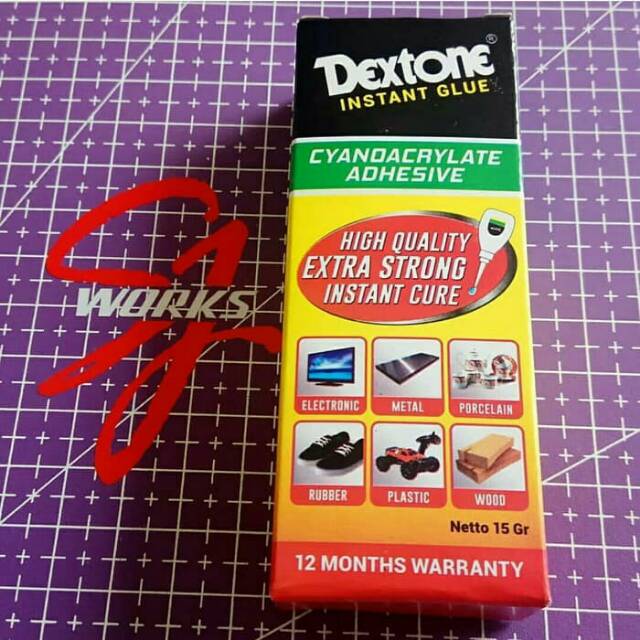 Dextone®
INSTANT GLUE
CYANOACRYLATE
ADHESIVE
HIGH QUALITY
EXTRA STRONG
INSTANT CURE
ELECTRONIC
METAL
PORCELAIN
RUBBER
PLASTIC
WOOD
Netto 15 Gr
12 MONTHS WARRANTY
WORKS